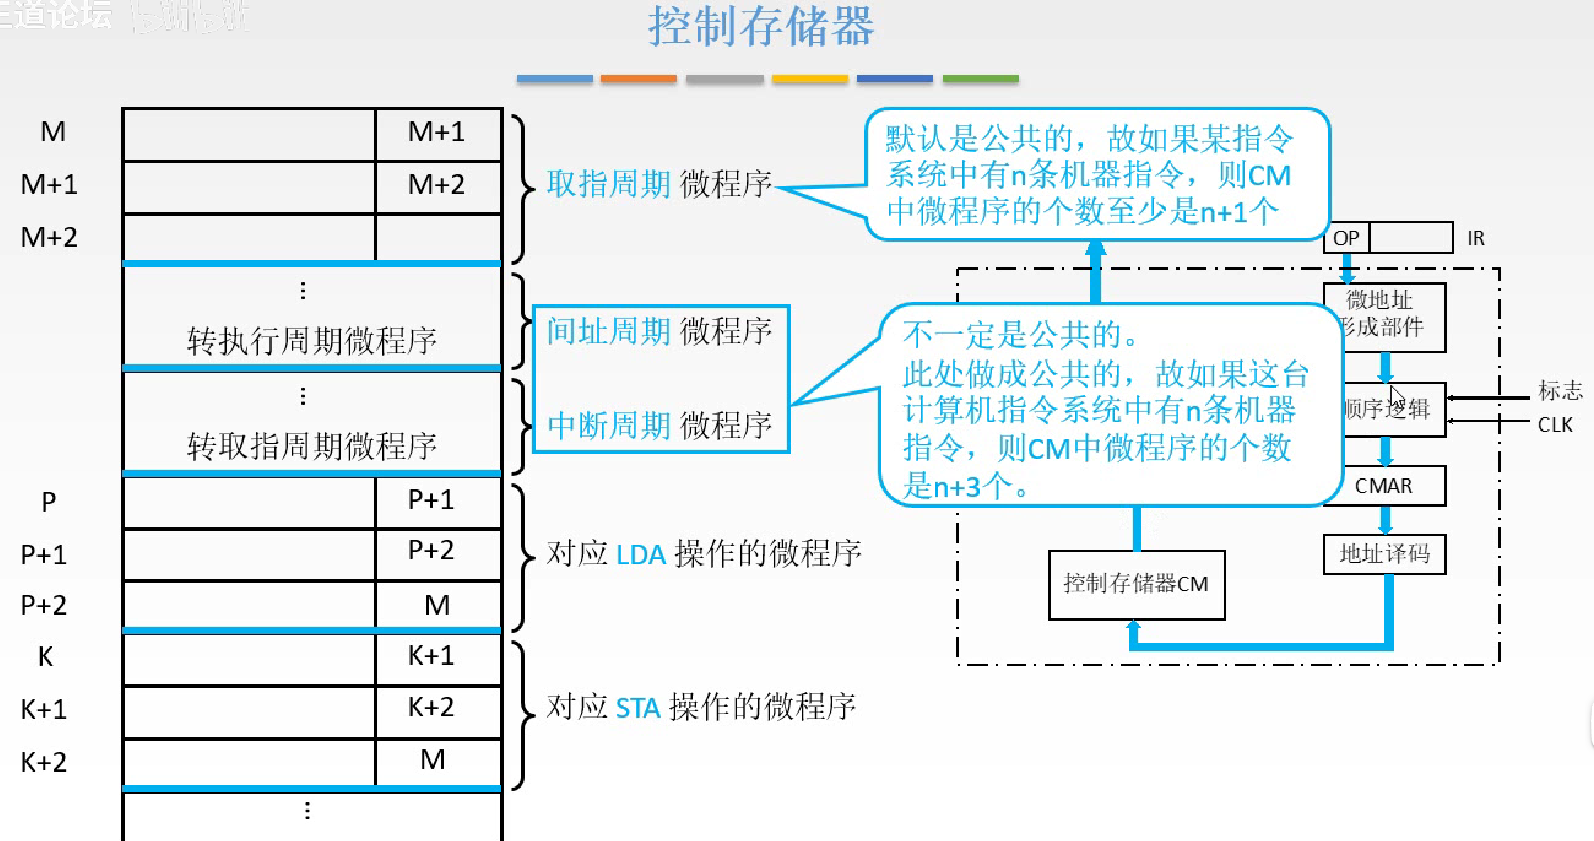 王道论坛
控制存储器
M
M+1
M+1
M+2
M+2
取指周期 微程序
默认是公共的，故如果某指令
系统中有n条机器指令，则CM
中微程序的个数至少是n+1个
⋮
转执行周期微程序
间址周期 微程序
⋮
转取指周期微程序
中断周期 微程序
不一定是公共的。
此处做成公共的，故如果这台
计算机指令系统中有n条机器
指令，则CM中微程序的个数
是n+3个。
P
P+1
P+1
P+2
P+2
M
对应 LDA 操作的微程序
K
K+1
K+1
K+2
K+2
M
对应 STA 操作的微程序
⋮
OP
IR
微地址
形成部件
顺序逻辑
标志
CLK
CMAR
地址译码
控制存储器CM